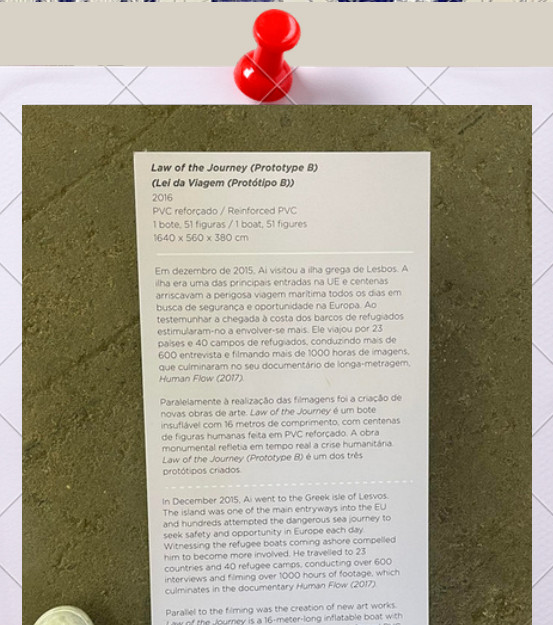 Law of the Journey (Prototype B)
(Lei da Viagem (Protótipo B))
2016
PVC reforçado / Reinforced PVC
1 bote, 51 figuras / 1 boat, 51 figures
1640 x 560 x 380 cm
Em dezembro de 2015, Ai visitou a ilha grega de Lesbos. A
ilha era uma das principais entradas na UE e centenas
arriscavam a perigosa viagem marítima todos os dias em
busca de segurança e oportunidade na Europa. Ao
testemunhar a chegada à costa dos barcos de refugiados
estimularam-no a envolver-se mais. Ele viajou por 23
países e 40 campos de refugiados, conduzindo mais de
600 entrevista e filmando mais de 1000 horas de imagens,
que culminaram no seu documentário de longa-metragem,
Human Flow (2017).
Paralelamente à realização das filmagens foi a criação de
novas obras de arte. Law of the Journey é um bote
insuflável com 16 metros de comprimento, com centenas
de figuras humanas feita em PVC reforçado. A obra
monumental refletia em tempo real a crise humanitária.
Law of the Journey (Prototype B) é um dos três
protótipos criados.
In December 2015, Ai went to the Greek isle of Lesvos.
The island was one of the main entryways into the EU
and hundreds attempted the dangerous sea journey to
seek safety and opportunity in Europe each day.
Witnessing the refugee boats coming ashore compelled
him to become more involved. He travelled to 23
countries and 40 refugee camps, conducting over 600
interviews and filming over 1000 hours of footage, which
culminates in the documentary Human Flow (2017).
Parallel to the filming was the creation of new art works.
Law of the Journey is a 16-meter-long inflatable boat with